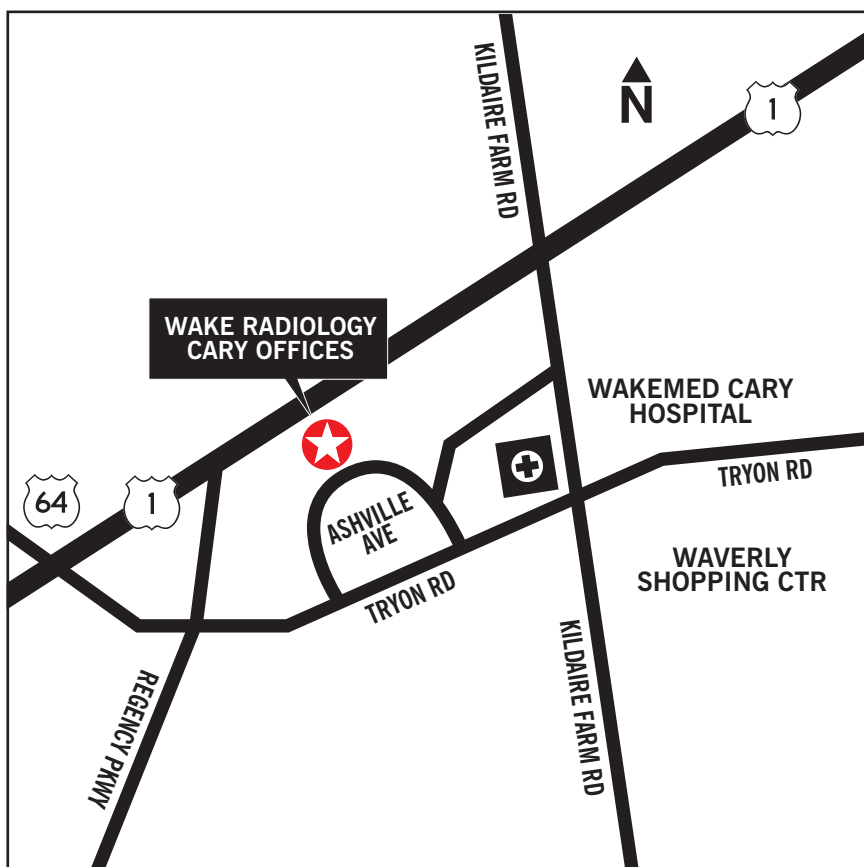 KILDAIRE FARM RD
N
1
WAKE RADIOLOGY
CARY OFFICES
WAKEMED CARY
HOSPITAL
TRYON RD
64
1
ASHVILLE
AVE
WAVERLY
SHOPPING CTR
TRYON RD
KILDAIRE FARM RD
REGENCY PKWY